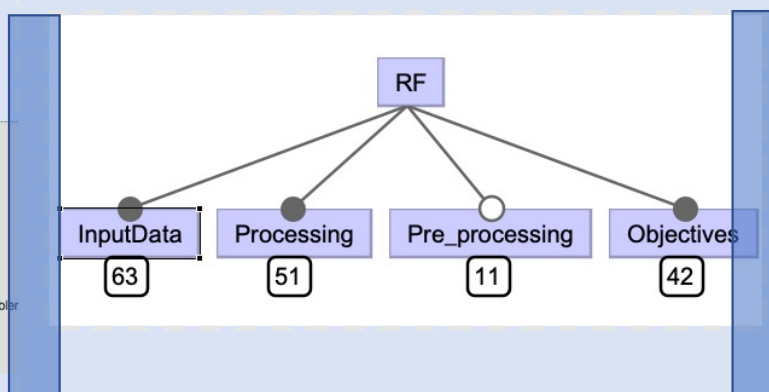 RF
InputData Processing Pre_processing Objectives
63 51 11 42